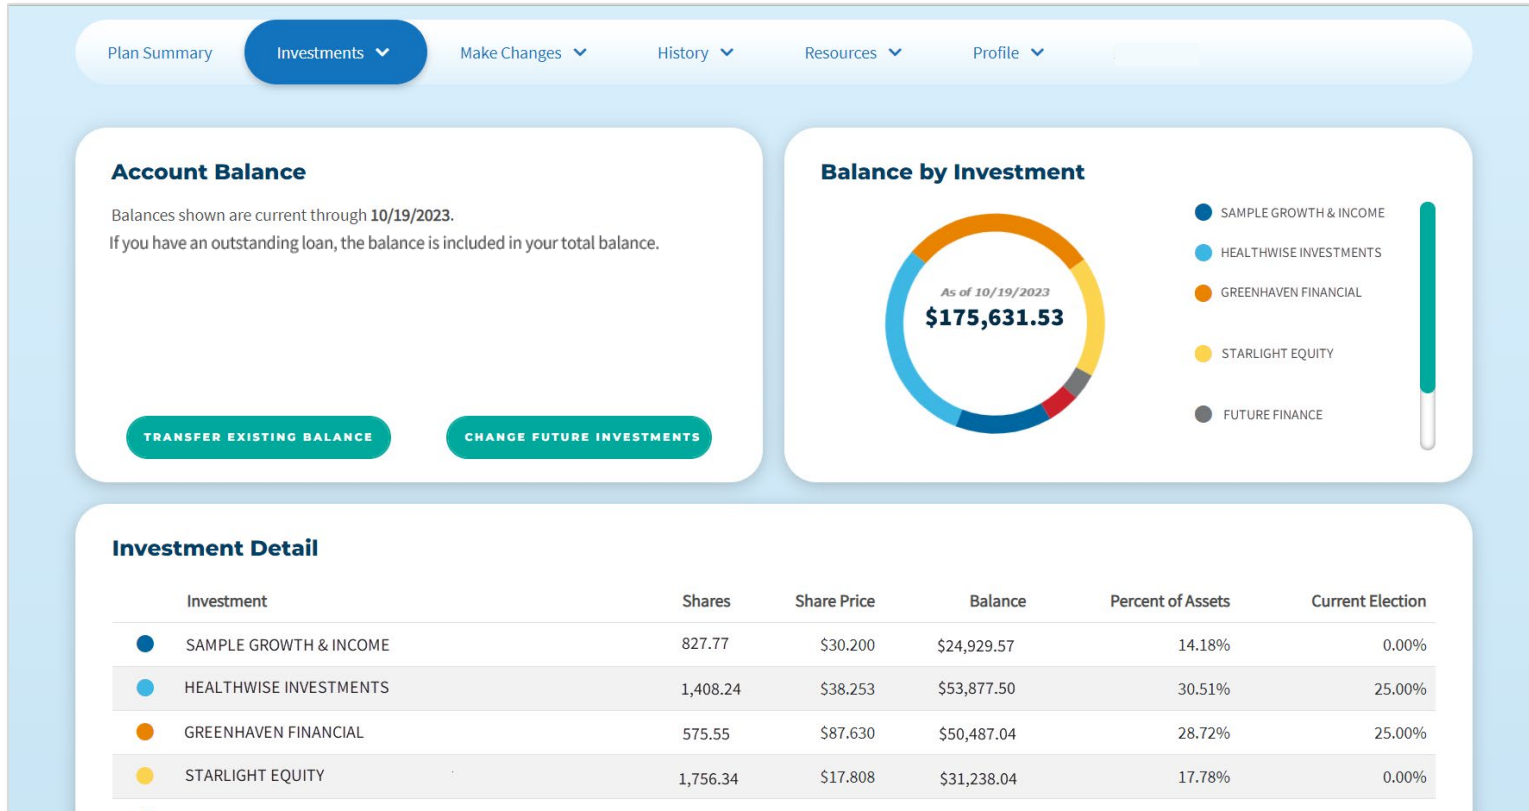 Plan Summary Investments Make Changes History Resources Profile
Account Balance
Balances shown are current through 10/19/2023.
If you have an outstanding loan, the balance is included in your total balance.
TRANSFER EXISTING BALANCE
CHANGE FUTURE INVESTMENTS
Balance by Investment
As of 10/19/2023
$175,631.53
SAMPLE GROWTH & INCOME
HEALTHWISE INVESTMENTS
GREENHAVEN FINANCIAL
STARLIGHT EQUITY
FUTURE FINANCE
Investment Detail
Investment Shares Share Price Balance Percent of Assets Current Election
SAMPLE GROWTH & INCOME 827.77 $30.200 $24,929.57 14.18% 0.00%
HEALTHWISE INVESTMENTS 1,408.24 $38.253 $53,877.50 30.51% 25.00%
GREENHAVEN FINANCIAL 575.55 $87.630 $50,487.04 28.72% 25.00%
STARLIGHT EQUITY 1,756.34 $17.808 $31,238.04 17.78% 0.00%